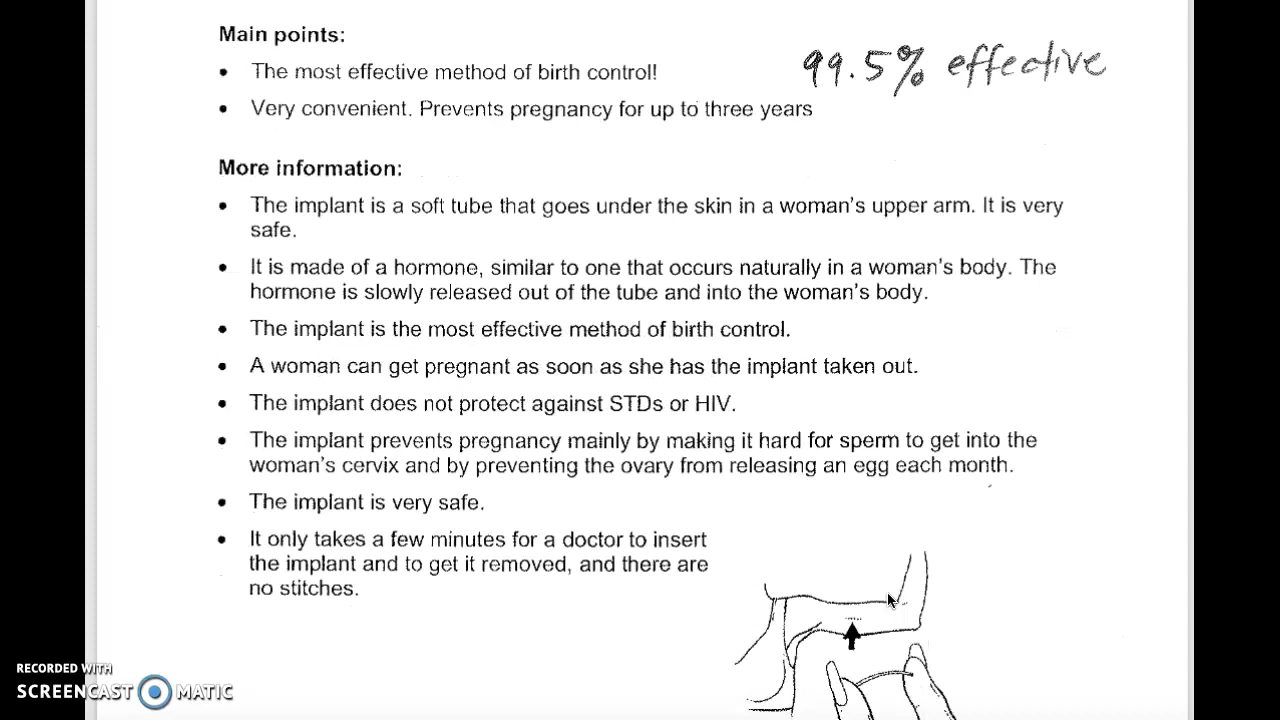 Main points:
99.5% effective
• The most effective method of birth control!
• Very convenient. Prevents pregnancy for up to three years
More information:
• The implant is a soft tube that goes under the skin in a woman's upper arm. It is very
safe.
• It is made of a hormone, similar to one that occurs naturally in a woman's body. The
hormone is slowly released out of the tube and into the woman's body.
• The implant is the most effective method of birth control.
• A woman can get pregnant as soon as she has the implant taken out.
• The implant does not protect against STDs or HIV.
• The implant prevents pregnancy mainly by making it hard for sperm to get into the
woman's cervix and by preventing the ovary from releasing an egg each month.
• The implant is very safe.
• It only takes a few minutes for a doctor to insert
the implant and to get it removed, and there are
no stitches.
RECORDED WITH
SCREENCAST MATIC